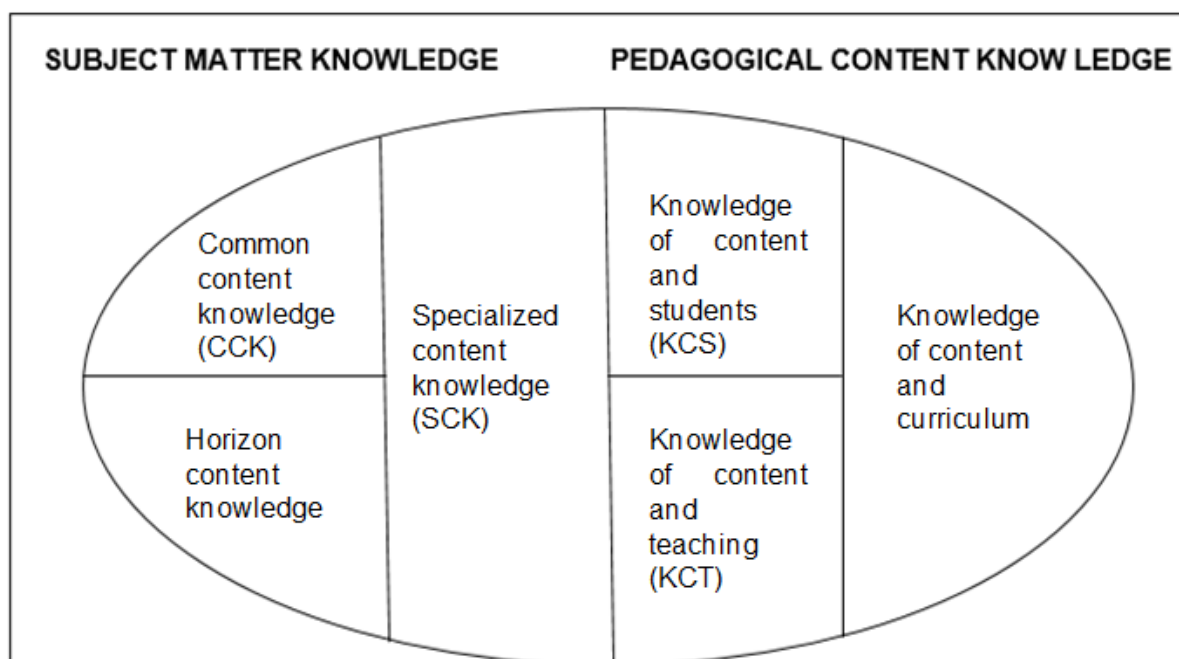 SUBJECT MATTER KNOWLEDGE
PEDAGOGICAL CONTENT KNOW LEDGE
Common
content
knowledge
(CCK)
Horizon
content
knowledge
Specialized
content
knowledge
(SCK)
Knowledge
of content
and
students
(KCS)
Knowledge
of content
and
teaching
(KCT)
Knowledge
of content
and
curriculum